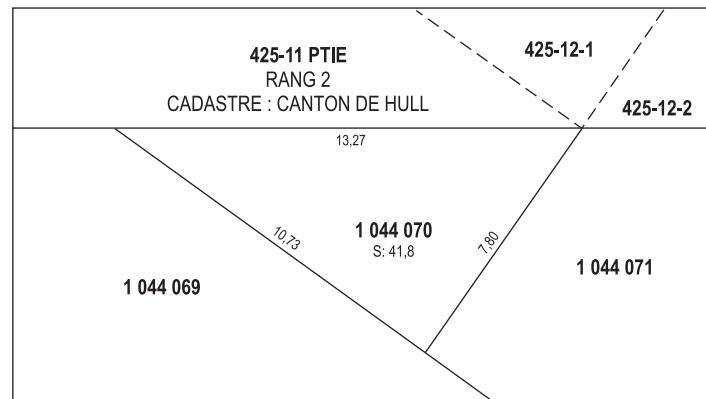 425-12-1
425-11 PTIE
RANG 2
CADASTRE : CANTON DE HULL
425-12-2
13,27
10,73
1 044 070
S: 41,8
7,80
1 044 071
1 044 069